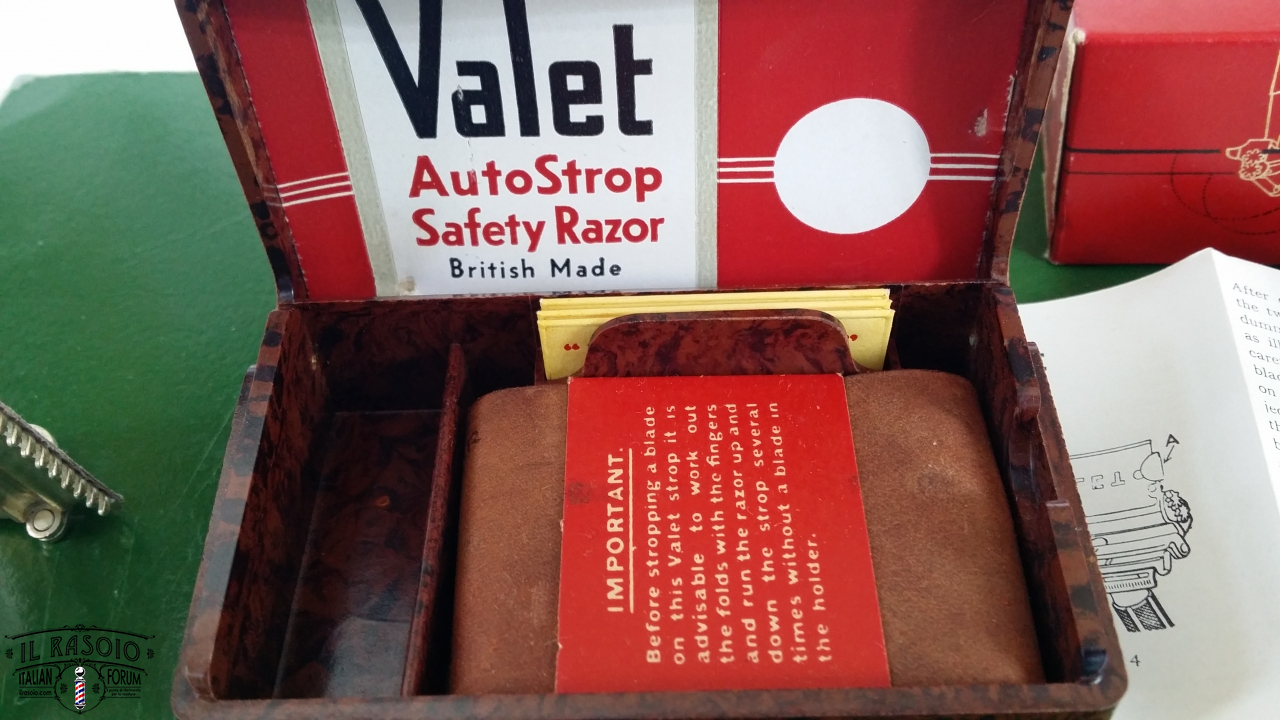 Valet
AutoStrop
Safety Razor
British Made
IMPORTANT.
Before stropping a blade
on this Valet strop it is
advisable to work out
the folds with the fingers
and run the razor up and
down the strop several
times without a blade in
the holder.
After
the
as
on
A
4
IL RASOIO
ITALIAN FORUM